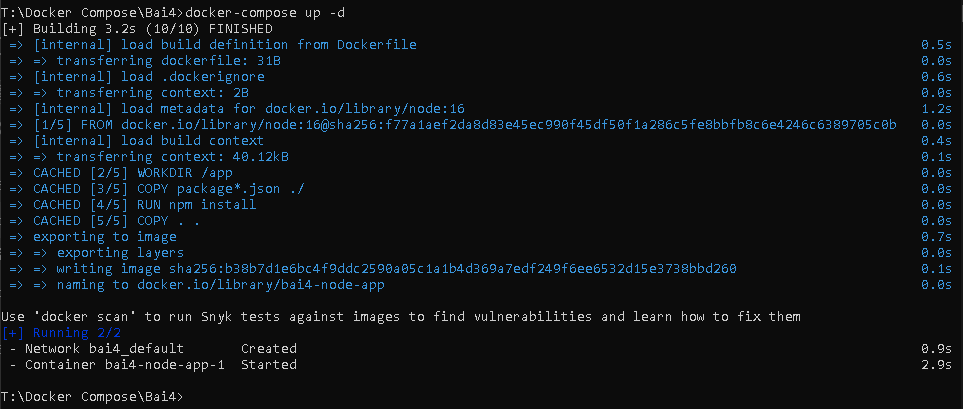 T:\Docker Compose\Bai4>docker-compose up -d
[+] Building 3.2s (10/10) FINISHED
=> [internal] load build definition from Dockerfile 0.5s
=> => transferring dockerfile: 31B 0.0s
=> [internal] load .dockerignore 0.6s
=> => transferring context: 2B 0.0s
=> [internal] load metadata for docker.io/library/node:16 1.2s
=> [1/5] FROM docker.io/library/node:16@sha256:f77a1aef2da8d83e45ec990f45df50f1a286c5fe8bbfb8c6e4246c6389705c0b 0.0s
=> [internal] load build context 0.4s
=> => transferring context: 40.12kB 0.1s
=> CACHED [2/5] WORKDIR /app 0.0s
=> CACHED [3/5] COPY package*.json ./ 0.0s
=> CACHED [4/5] RUN npm install 0.0s
=> CACHED [5/5] COPY . . 0.0s
=> exporting to image 0.7s
=> => exporting layers 0.0s
=> => writing image sha256:b38b7d1e6bc4f9ddc2590a05c1a1b4d369a7edf249f6ee6532d15e3738bbd260 0.1s
=> => naming to docker.io/library/bai4-node-app 0.0s
Use 'docker scan' to run Snyk tests against images to find vulnerabilities and learn how to fix them
[+] Running 2/2
- Network bai4_default Created 0.9s
- Container bai4-node-app-1 Started 2.9s
T:\Docker Compose\Bai4>